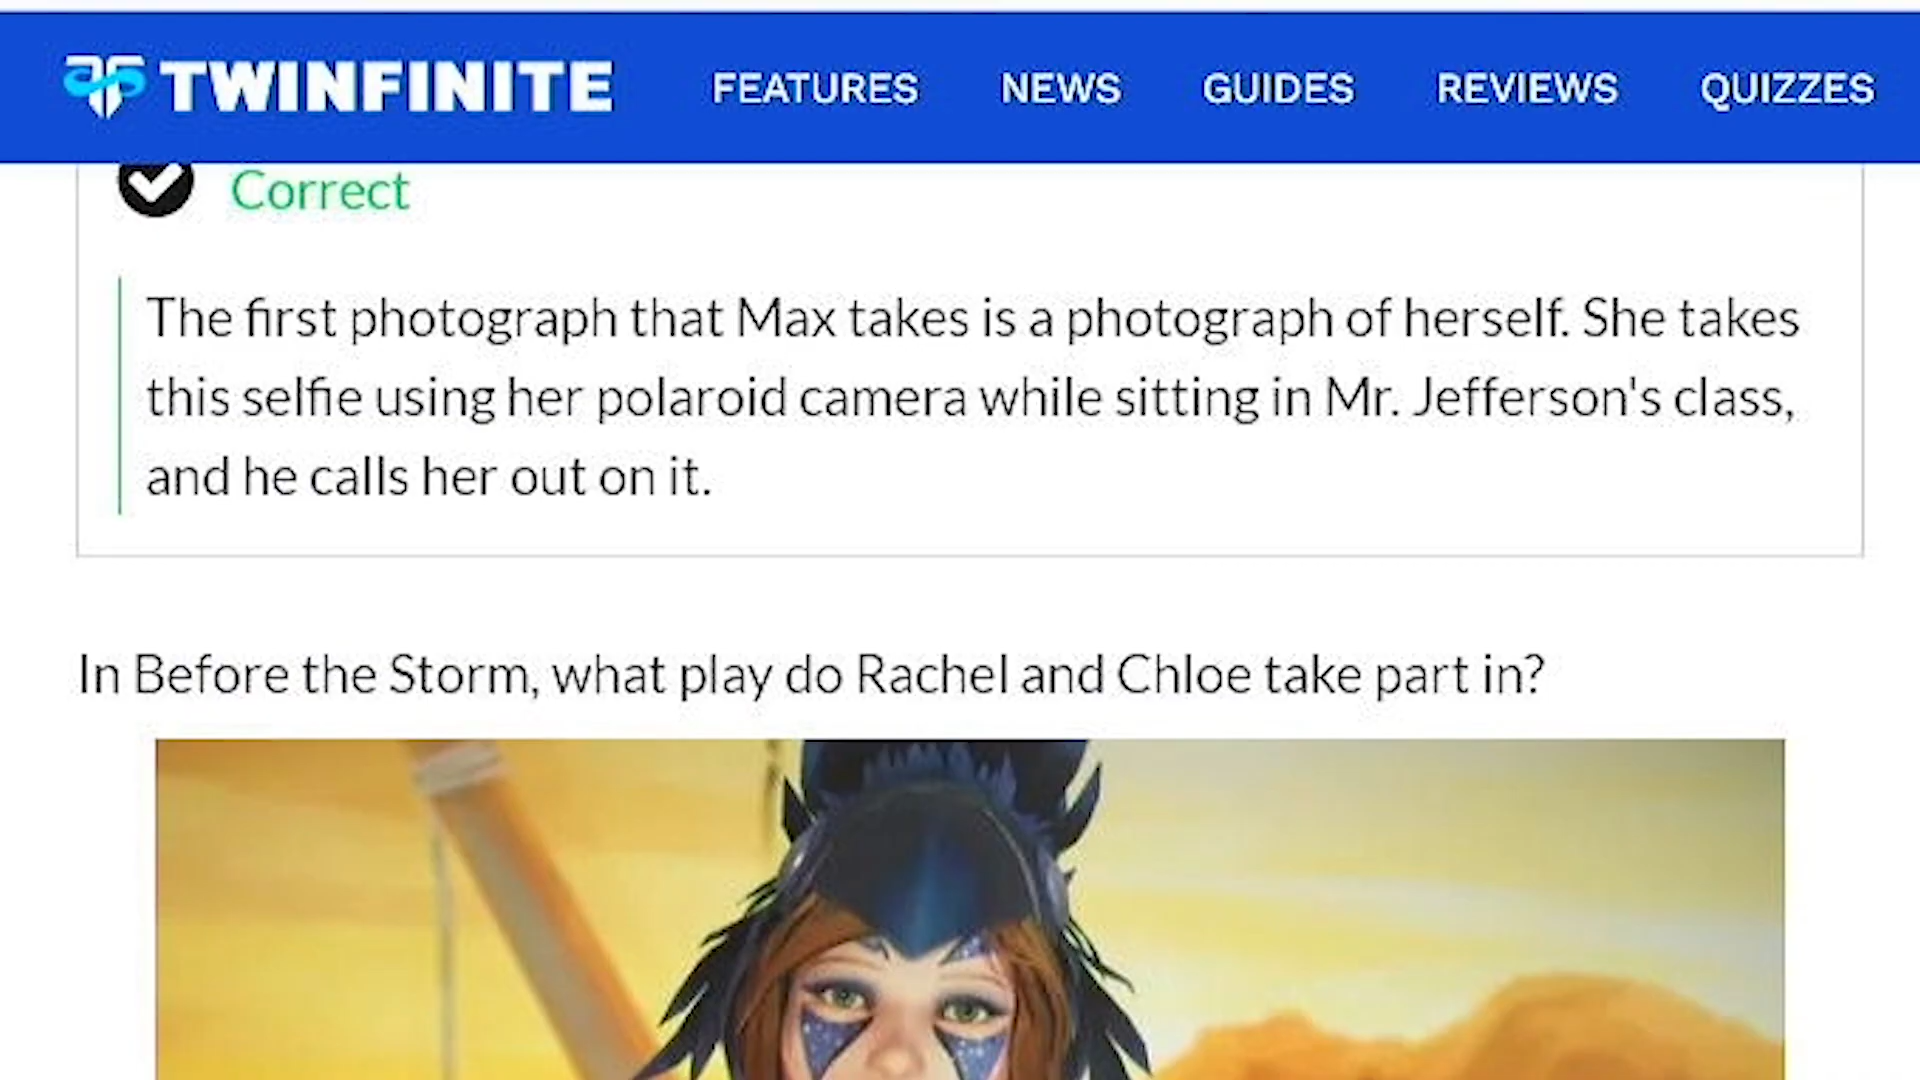 TWINFINITE FEATURES NEWS GUIDES REVIEWS QUIZZES
Correct
The first photograph that Max takes is a photograph of herself. She takes
this selfie using her polaroid camera while sitting in Mr. Jefferson's class,
and he calls her out on it.
In Before the Storm, what play do Rachel and Chloe take part in?